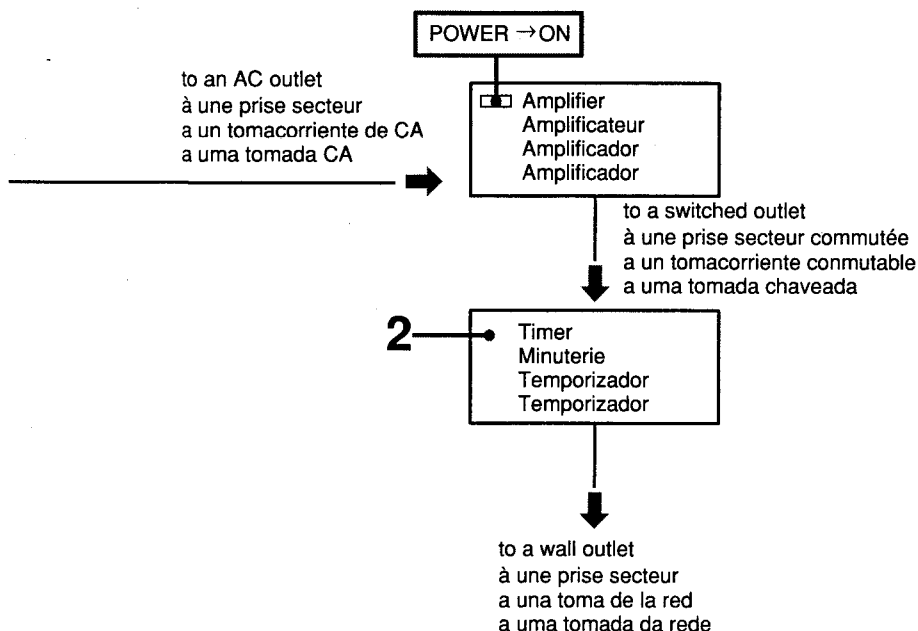 POWER →ON
to an AC outlet
à une prise secteur
a un tomacorriente de CA
a uma tomada CA
Amplifier
Amplificateur
Amplificador
Amplificador
to a switched outlet
à une prise secteur commutée
a un tomacorriente conmutable
a uma tomada chaveada
2
Timer
Minuterie
Temporizador
Temporizador
to a wall outlet
à une prise secteur
a una toma de la red
a uma tomada da rede